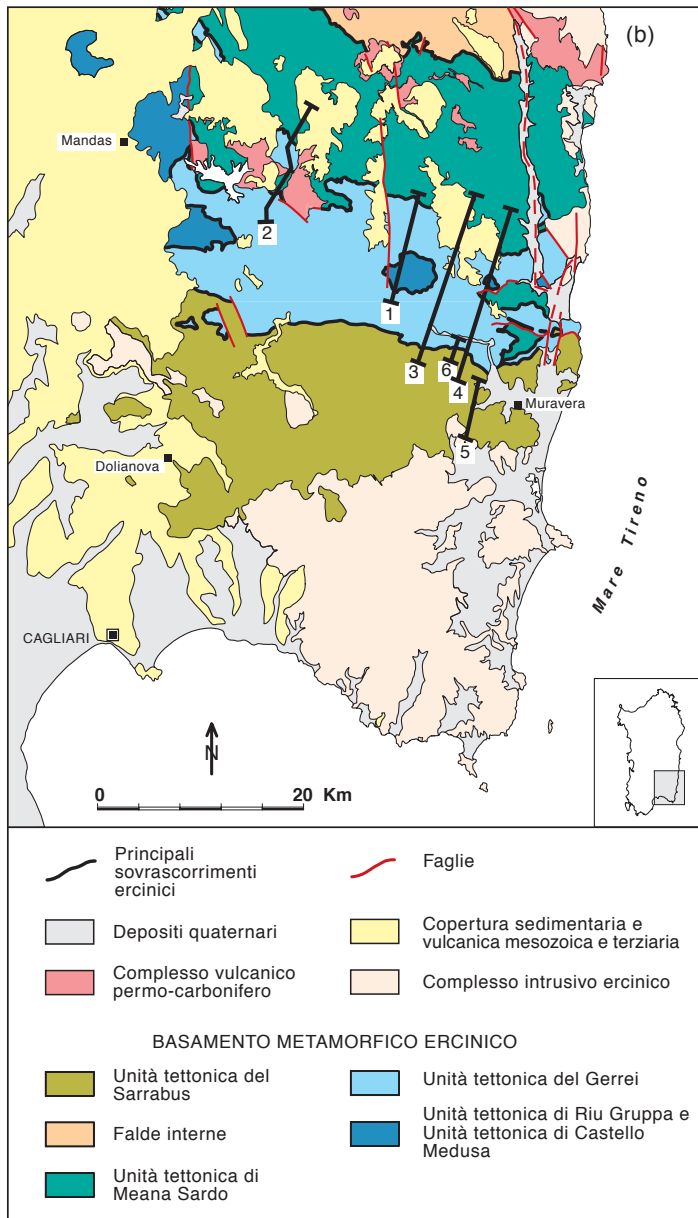 (b)
Mandas
2
1
3
6
4
5
Muravera
Dolianova
CAGLIARI
Mare Tireno
N
0 20 Km
Principali
sovrascorrimenti
ercinici
Faglie
Depositi quaternari
Copertura sedimentaria e
vulcanica mesozoica e terziaria
Complesso vulcanico
permo-carbonifero
Complesso intrusivo ercinico
BASAMENTO METAMORFICO ERCINICO
Unità tettonica del
Sarrabus
Unità tettonica del Gerrei
Falde interne
Unità tettonica di Riu Gruppa e
Unità tettonica di Castello
Medusa
Unità tettonica di
Meana Sardo